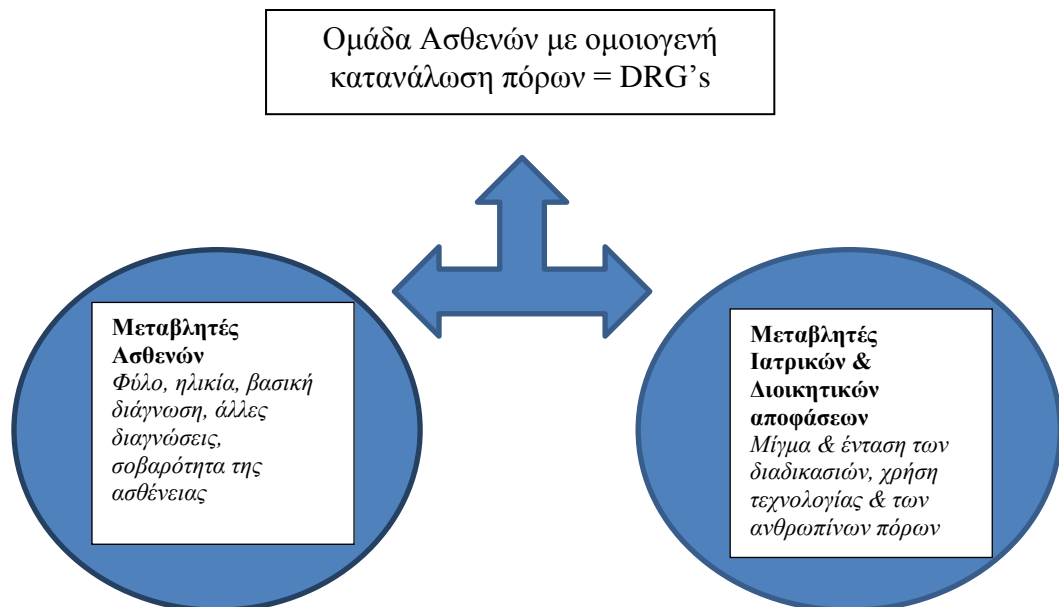 Ομάδα Ασθενών με ομοιογενή
κατανάλωση πόρων = DRG’s
Μεταβλητές
Ασθενών
Φύλο, ηλικία, βασική
διάγνωση, άλλες
διαγνώσεις,
σοβαρότητα της
ασθένειας
Μεταβλητές
Ιατρικών &
Διοικητικών
αποφάσεων
Μίγμα & ένταση των
διαδικασιών, χρήση
τεχνολογίας & των
ανθρωπίνων πόρων